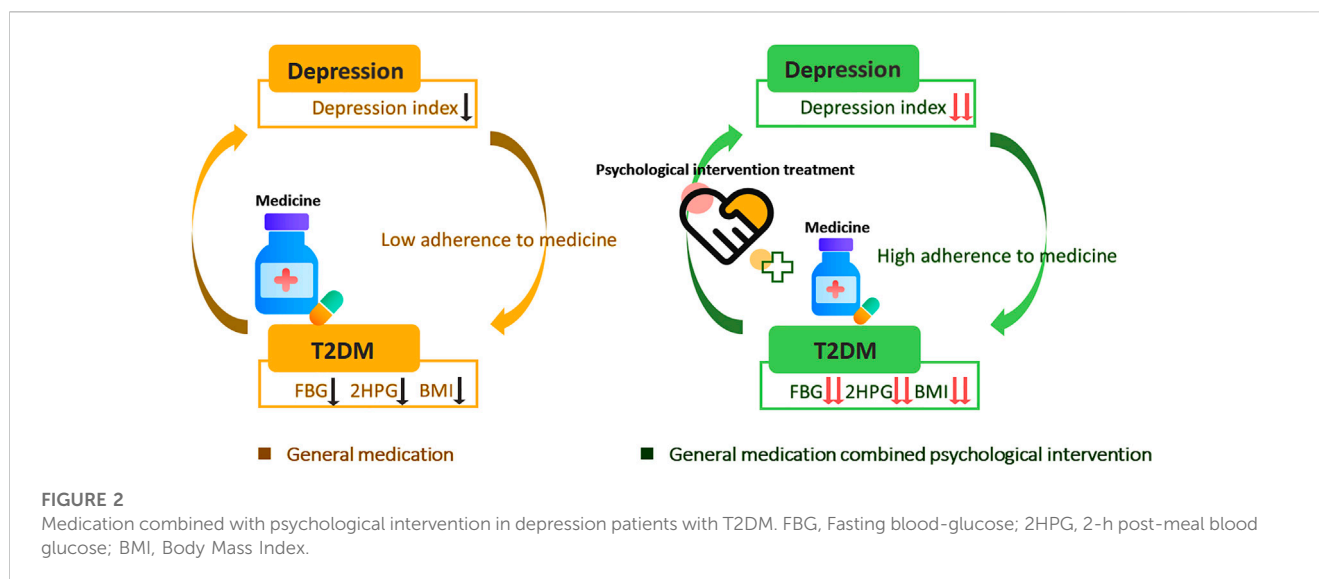 Depression
Depression index
Medicine
Low adherence to medicine
T2DM
FBG 2HPG BMI
General medication
Depression
Depression index
Psychological intervention treatment
Medicine
High adherence to medicine
T2DM
FBG 2HPG BMI
General medication combined psychological intervention
FIGURE 2
Medication combined with psychological intervention in depression patients with T2DM. FBG, Fasting blood-glucose; 2HPG, 2-h post-meal blood
glucose; BMI, Body Mass Index.